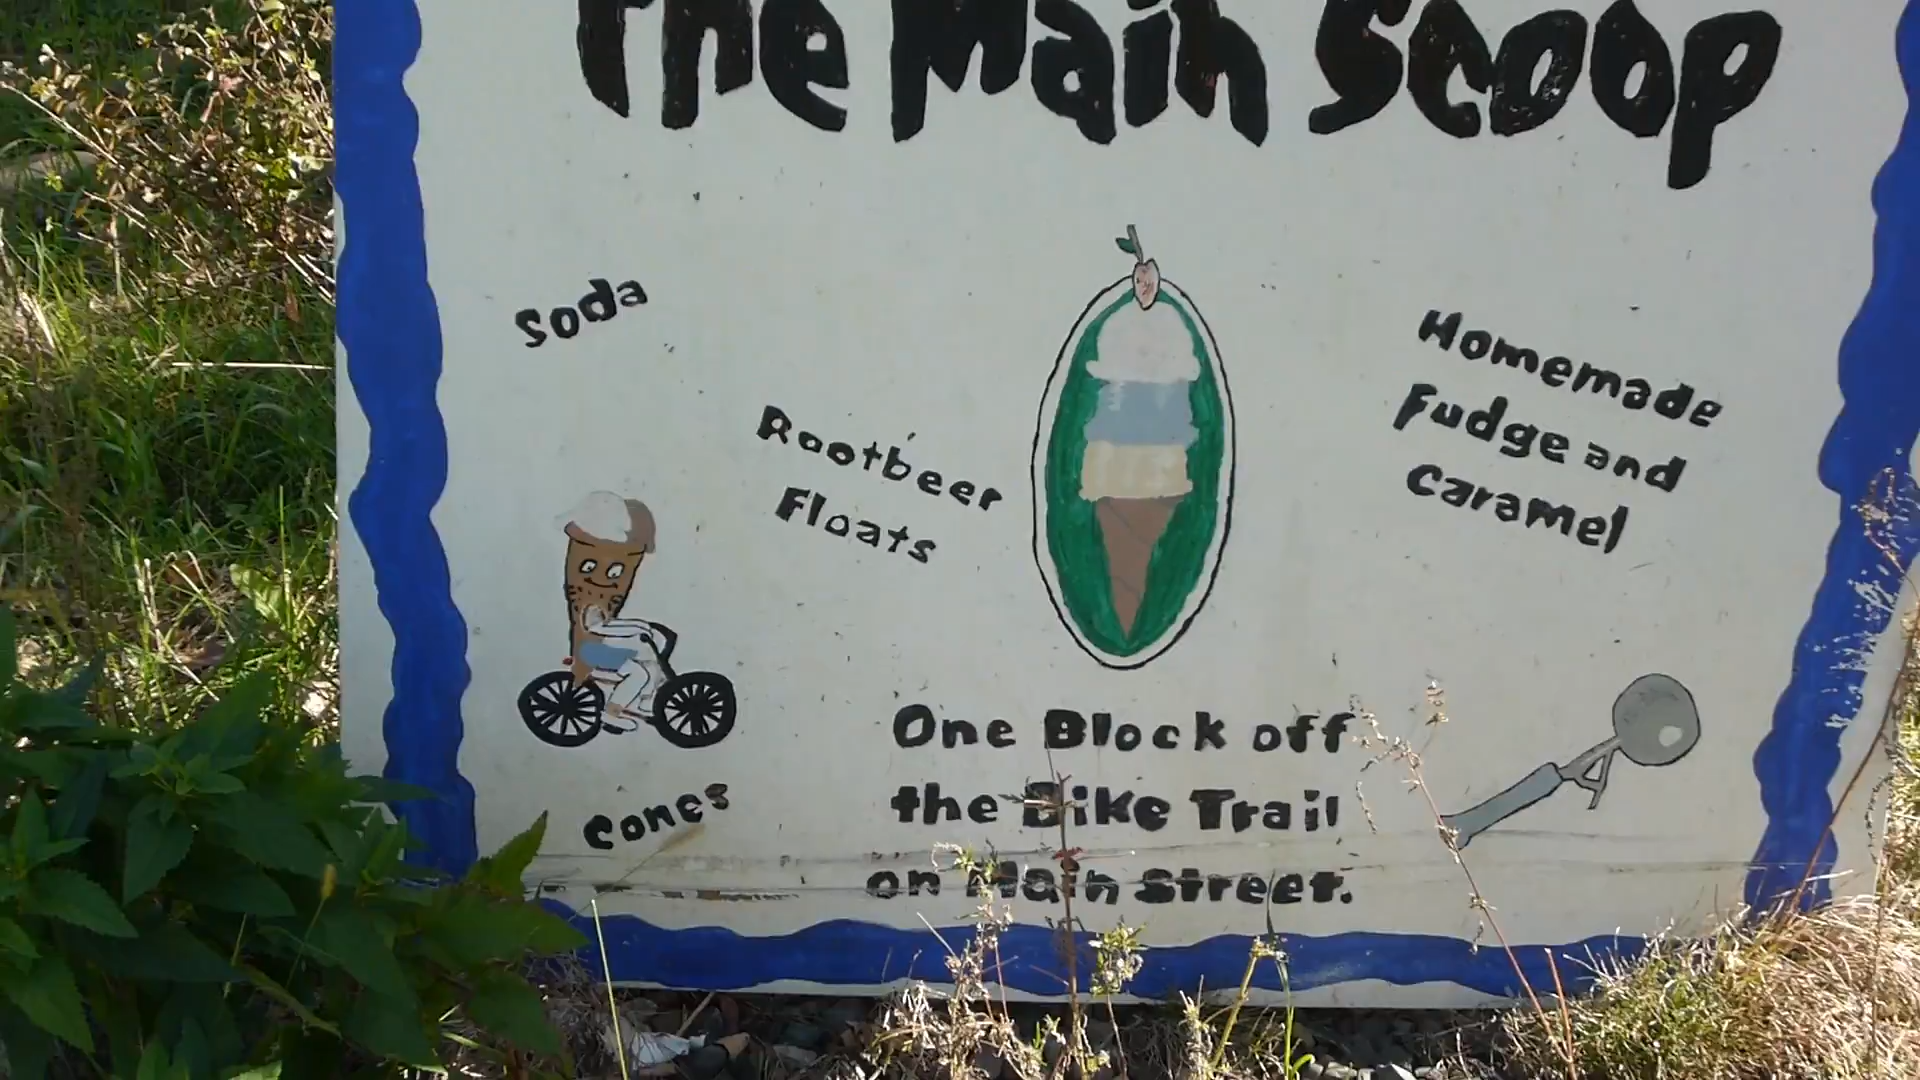 The Main Scoop
Soda
Rootbeer
Floats
Homemade
Fudge and
Caramel
Cones
One Block off
the Bike Trail
on Main Street.